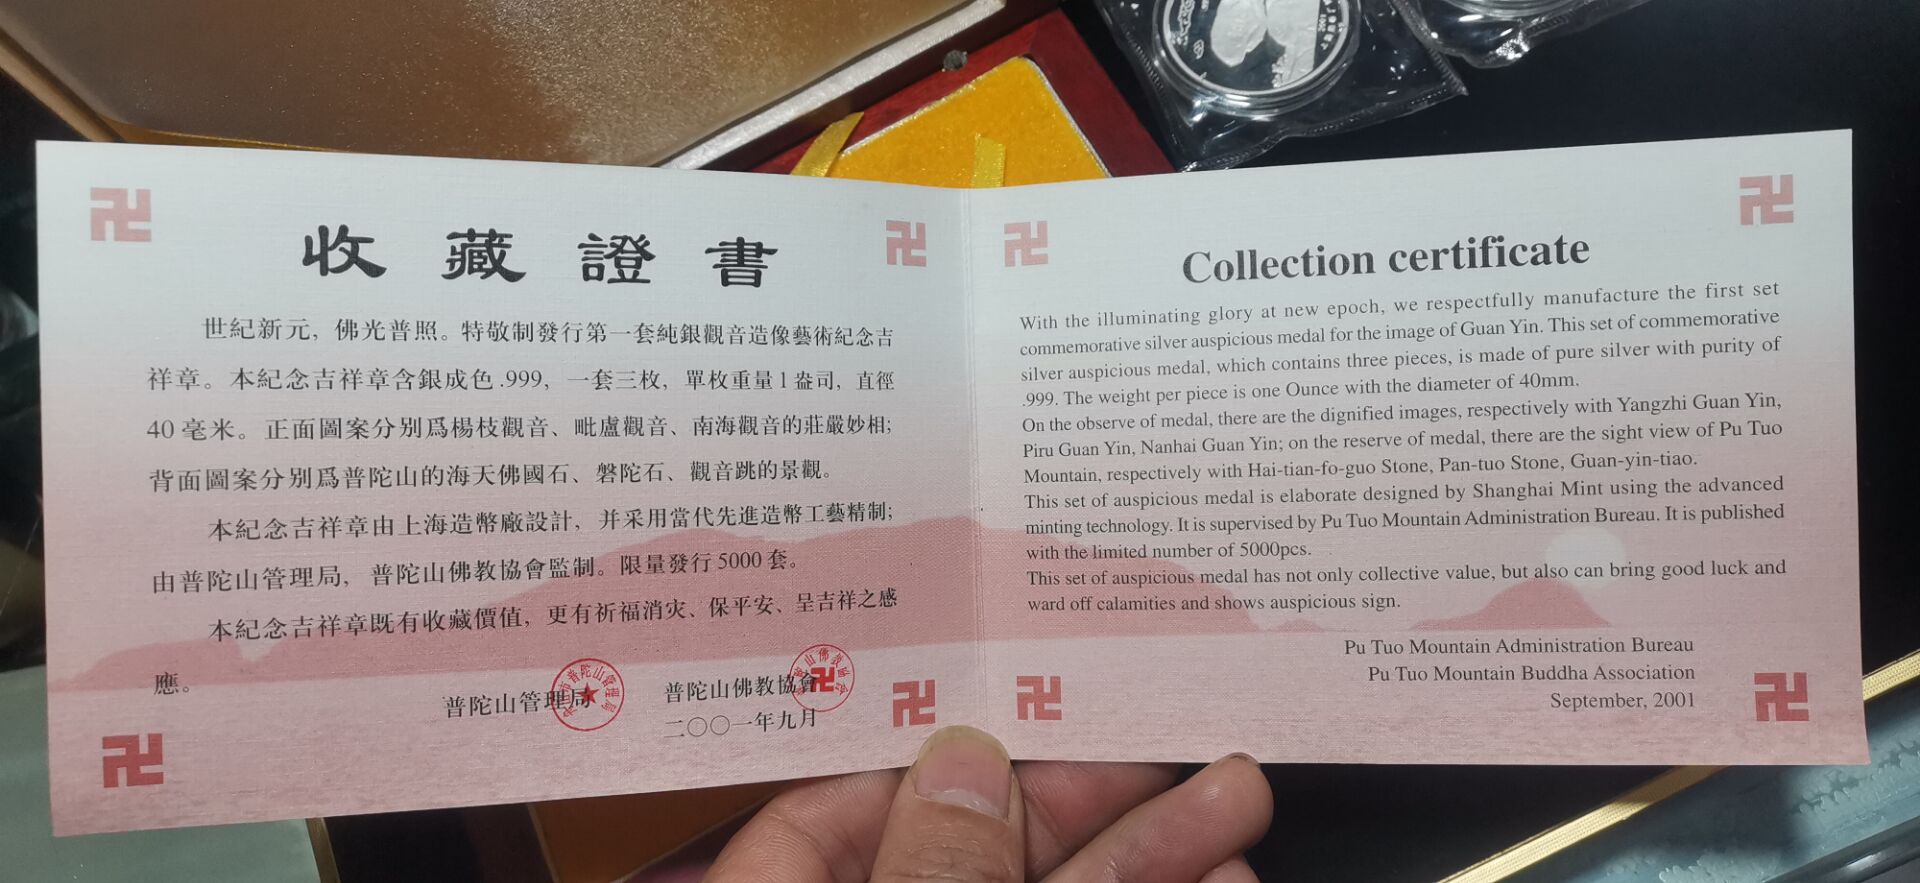 收藏證書
世紀新元，佛光普照。特敬制發行第一套純銀觀音造像藝術紀念吉
祥章。本紀念吉祥章含銀成色.999，一套三枚，單枚重量1盎司，直徑
40毫米。正面圖案分别爲楊枝觀音、毗盧觀音、南海觀音的莊嚴妙相；
背面圖案分别爲普陀山的海天佛國石、磐陀石、觀音跳的景觀。
本紀念吉祥章由上海造幣廠設計，并采用當代先進造幣工藝精制；
由普陀山管理局，普陀山佛教協會監制。限量發行5000套。
本紀念吉祥章既有收藏價值，更有祈福消灾、保平安、呈吉祥之感
應。
普陀山管理局
普陀山佛教協會
二〇〇一年九月
Collection certificate
With the illuminating glory at new epoch, we respectfully manufacture the first set
commemorative silver auspicious medal for the image of Guan Yin. This set of commemorative
silver auspicious medal, which contains three pieces, is made of pure silver with purity of
.999. The weight per piece is one Ounce with the diameter of 40mm.
On the observe of medal, there are the dignified images, respectively with Yangzhi Guan Yin,
Piru Guan Yin, Nanhai Guan Yin; on the reserve of medal, there are the sight view of Pu Tuo
Mountain, respectively with Hai-tian-fo-guo Stone, Pan-tuo Stone, Guan-yin-tiao.
This set of auspicious medal is elaborate designed by Shanghai Mint using the advanced
minting technology. It is supervised by Pu Tuo Mountain Administration Bureau. It is published
with the limited number of 5000pcs.
This set of auspicious medal has not only collective value, but also can bring good luck and
ward off calamities and shows auspicious sign.
Pu Tuo Mountain Administration Bureau
Pu Tuo Mountain Buddha Association
September, 2001